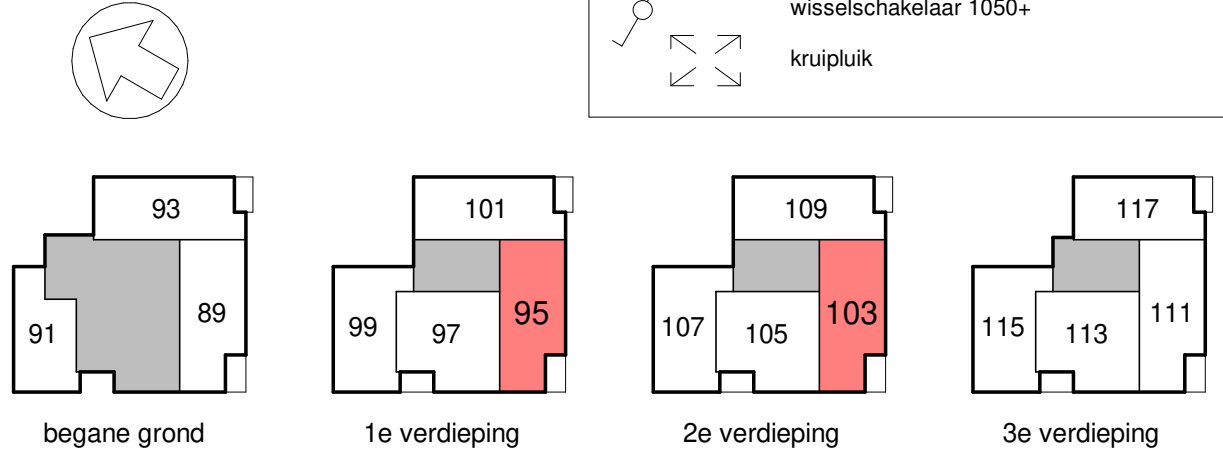 wisselschakelaar 1050+
kruipluik
93
101
109
117
91
89
99
97
95
107
105
103
115
113
111
begane grond
1e verdieping
2e verdieping
3e verdieping